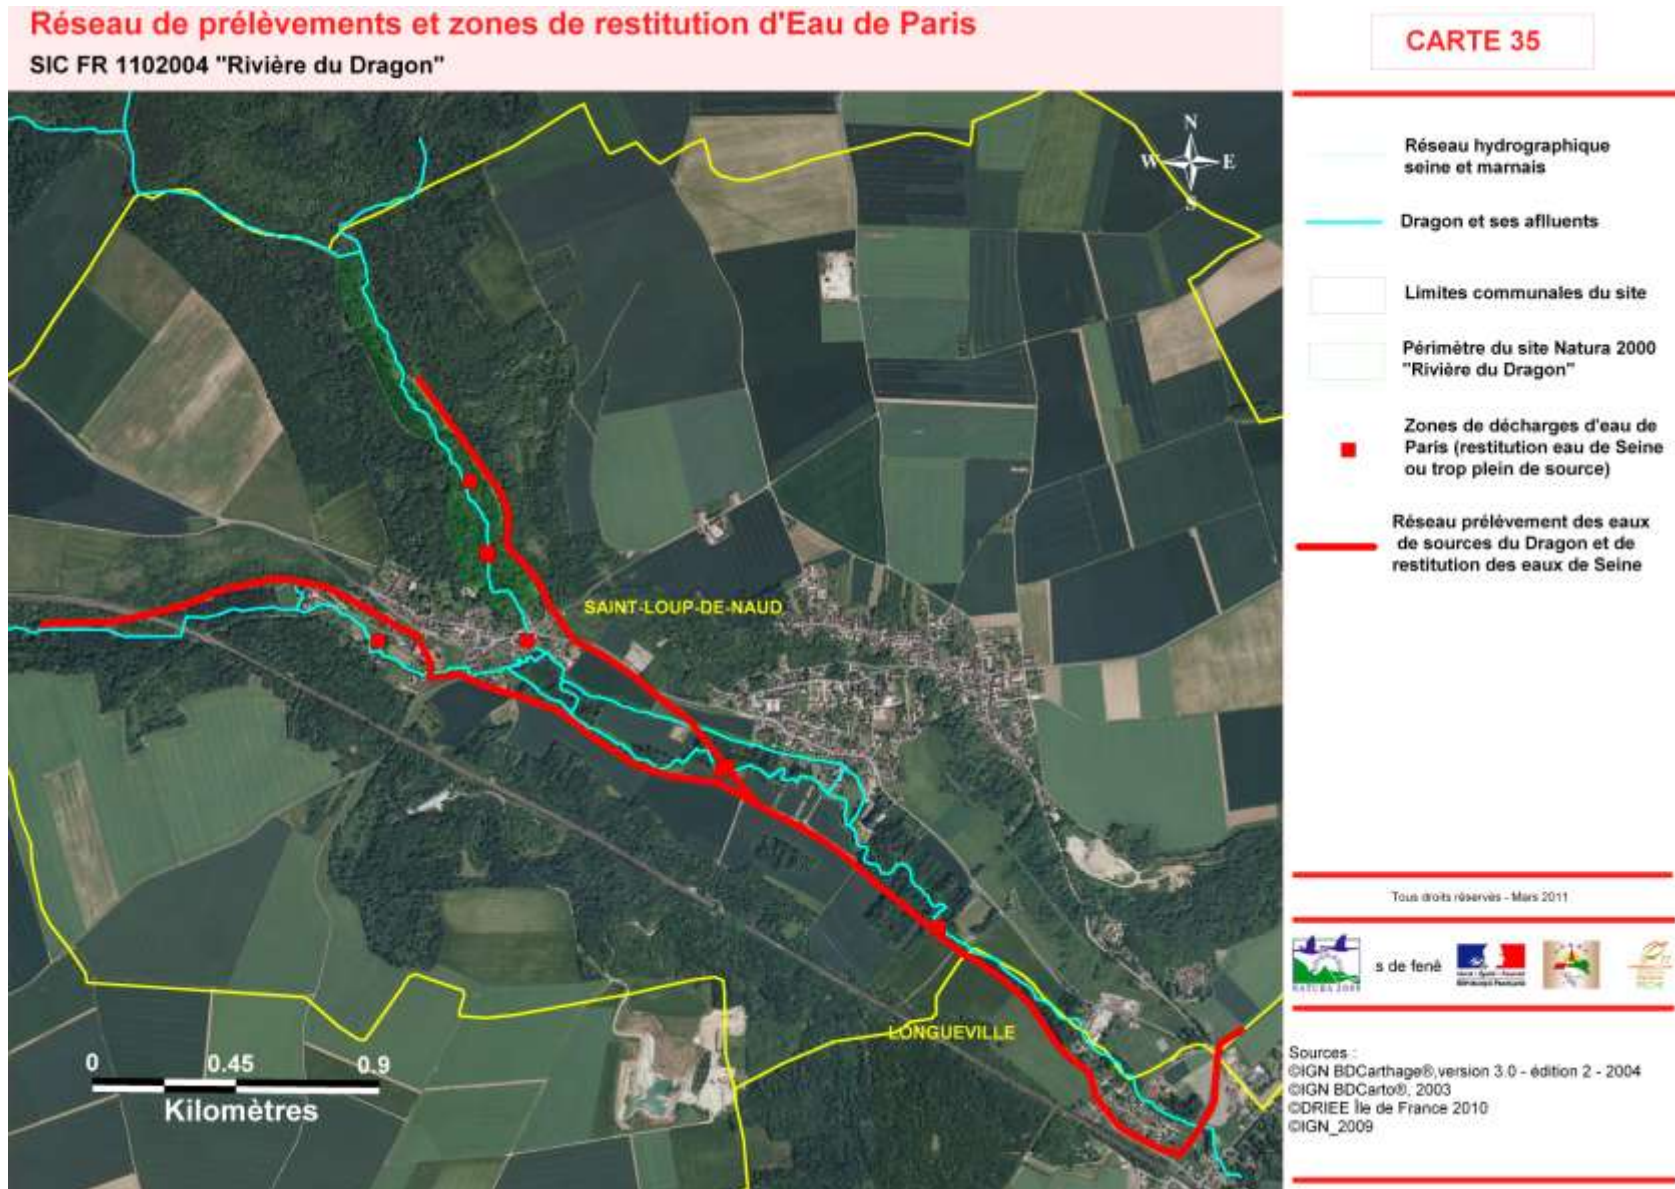 Réseau de prélèvements et zones de restitution d'Eau de Paris
SIC FR 1102004 "Rivière du Dragon"
CARTE 35
N
W
E
S
Réseau hydrographique
seine et marnais
Dragon et ses aflluents
Limites communales du site
Périmètre du site Natura 2000
"Rivière du Dragon"
Zones de décharges d'eau de
Paris (restitution eau de Seine
ou trop plein de source)
Réseau prélèvement des eaux
de sources du Dragon et de
restitution des eaux de Seine
SAINT-LOUP-DE-NAUD
LONGUEVILLE
0 0.45 0.9
Kilomètres
Tous droits réservés - Mars 2011
NATURA 2000
s de fenê
Sources :
©IGN BDCarthage®,version 3.0 - édition 2 - 2004
©IGN BDCarto®, 2003
©DRIEE Île de France 2010
©IGN_2009